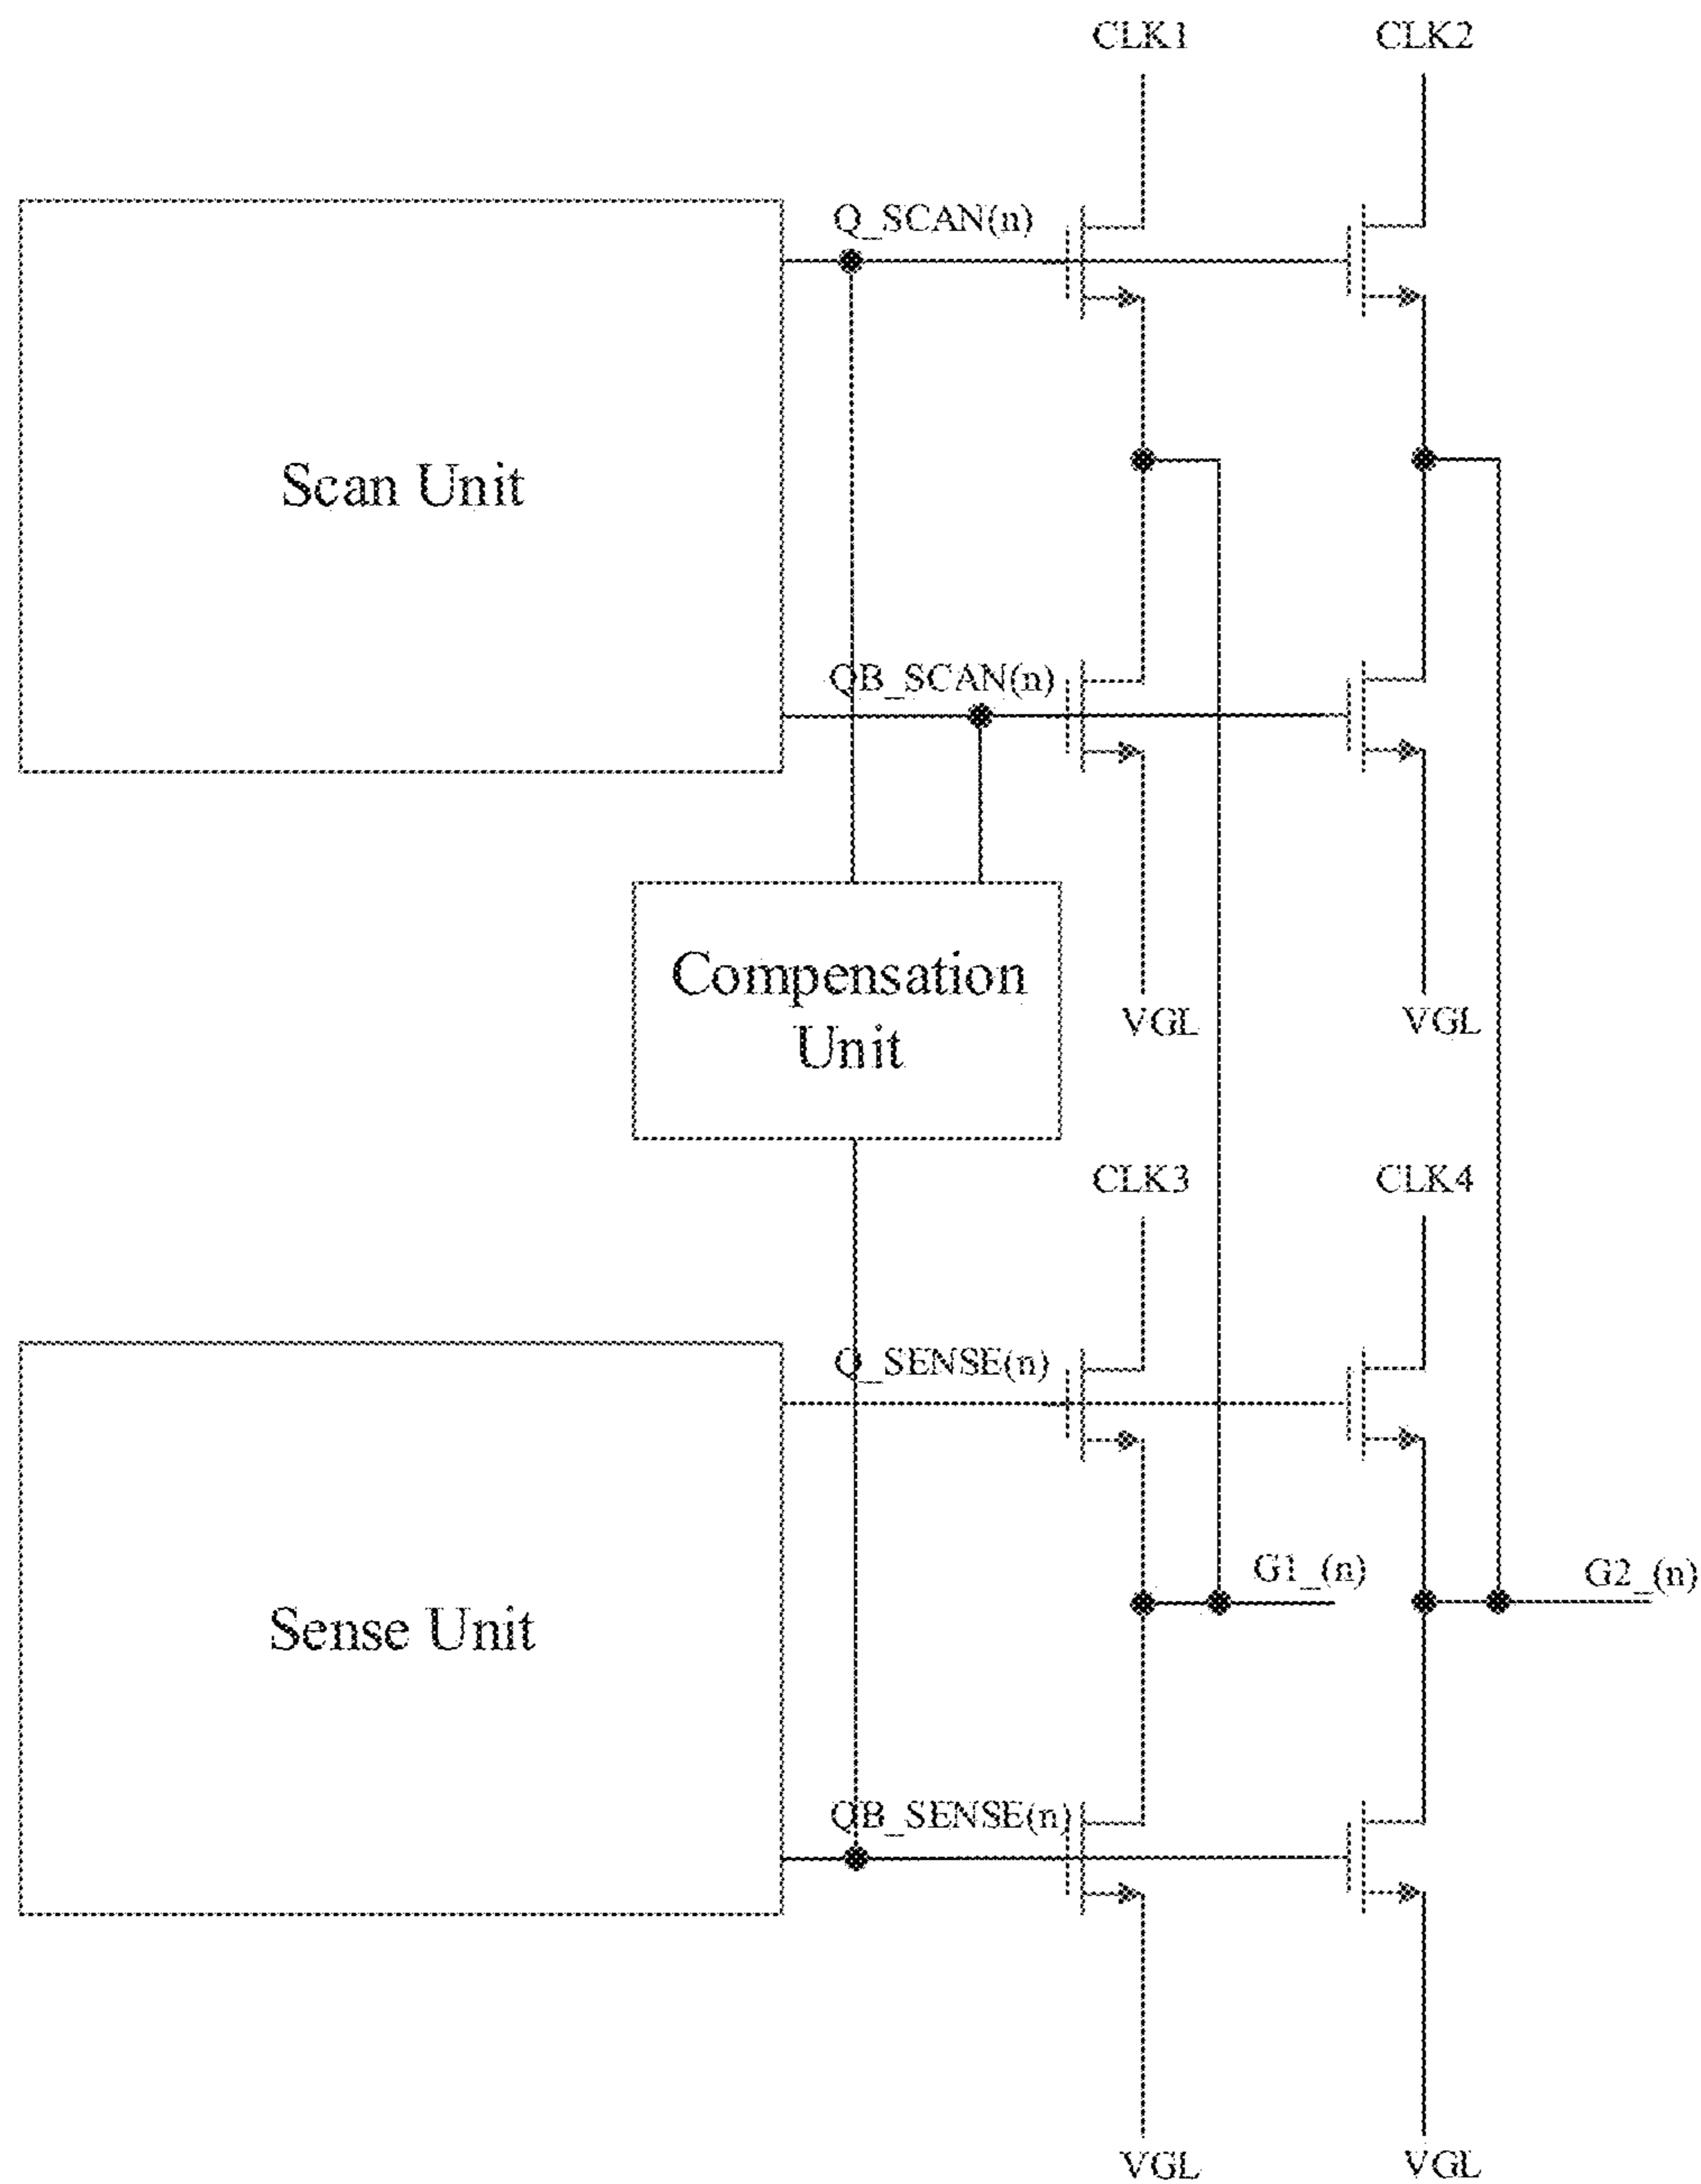 CLK1
CLK2
Q_SCAN(n)
Scan Unit
QB_SCAN(n)
Compensation
Unit
VGL
VGL
CLK3
CLK4
Q_SENSE(n)
G1_(n)
G2_(n)
Sense Unit
QB_SENSE(n)
VGL
VGL